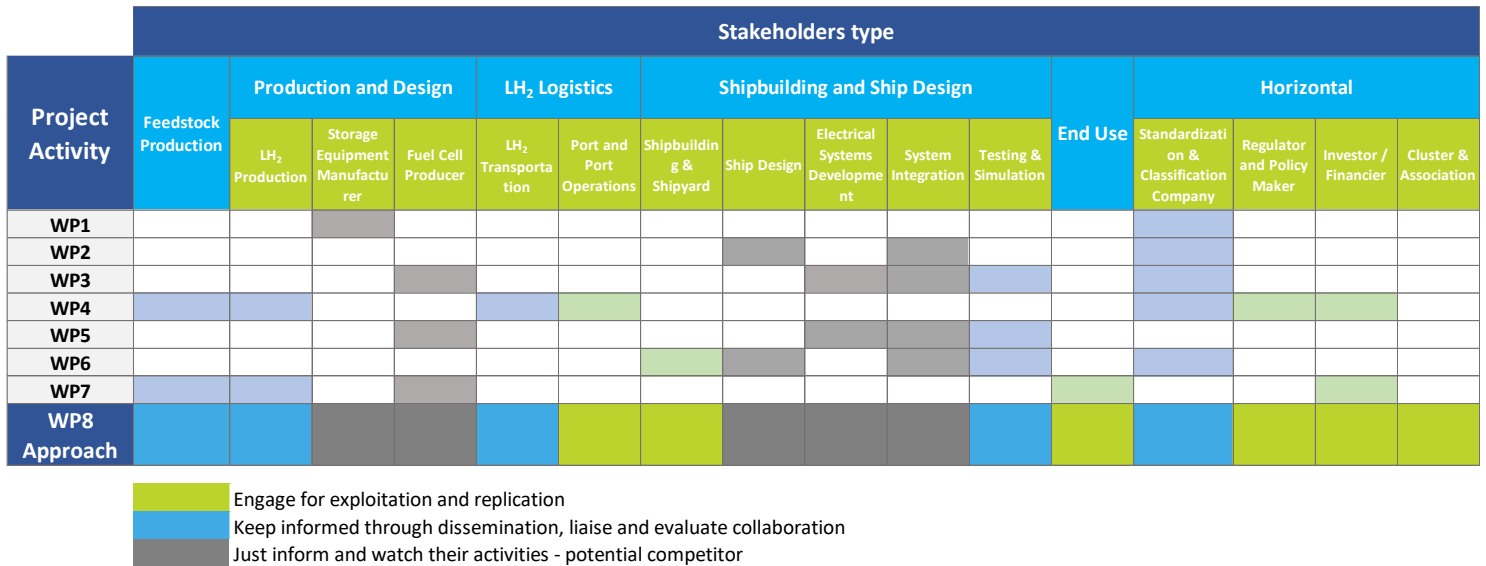 Stakeholders type
Project
Activity
Feedstock
Production
Production and Design
LH₂ Logistics
Shipbuilding and Ship Design
End Use
Horizontal
LH₂
Production
Storage
Equipment
Manufactu
rer
Fuel Cell
Producer
LH₂
Transporta
tion
Port and
Port
Operations
Shipbuildin
g &
Shipyard
Ship Design
Electrical
Systems
Developme
nt
System
Integration
Testing &
Simulation
Standardizati
on &
Classification
Company
Regulator
and Policy
Maker
Investor /
Financier
Cluster &
Association
WP1
WP2
WP3
WP4
WP5
WP6
WP7
WP8
Approach
Engage for exploitation and replication
Keep informed through dissemination, liaise and evaluate collaboration
Just inform and watch their activities - potential competitor